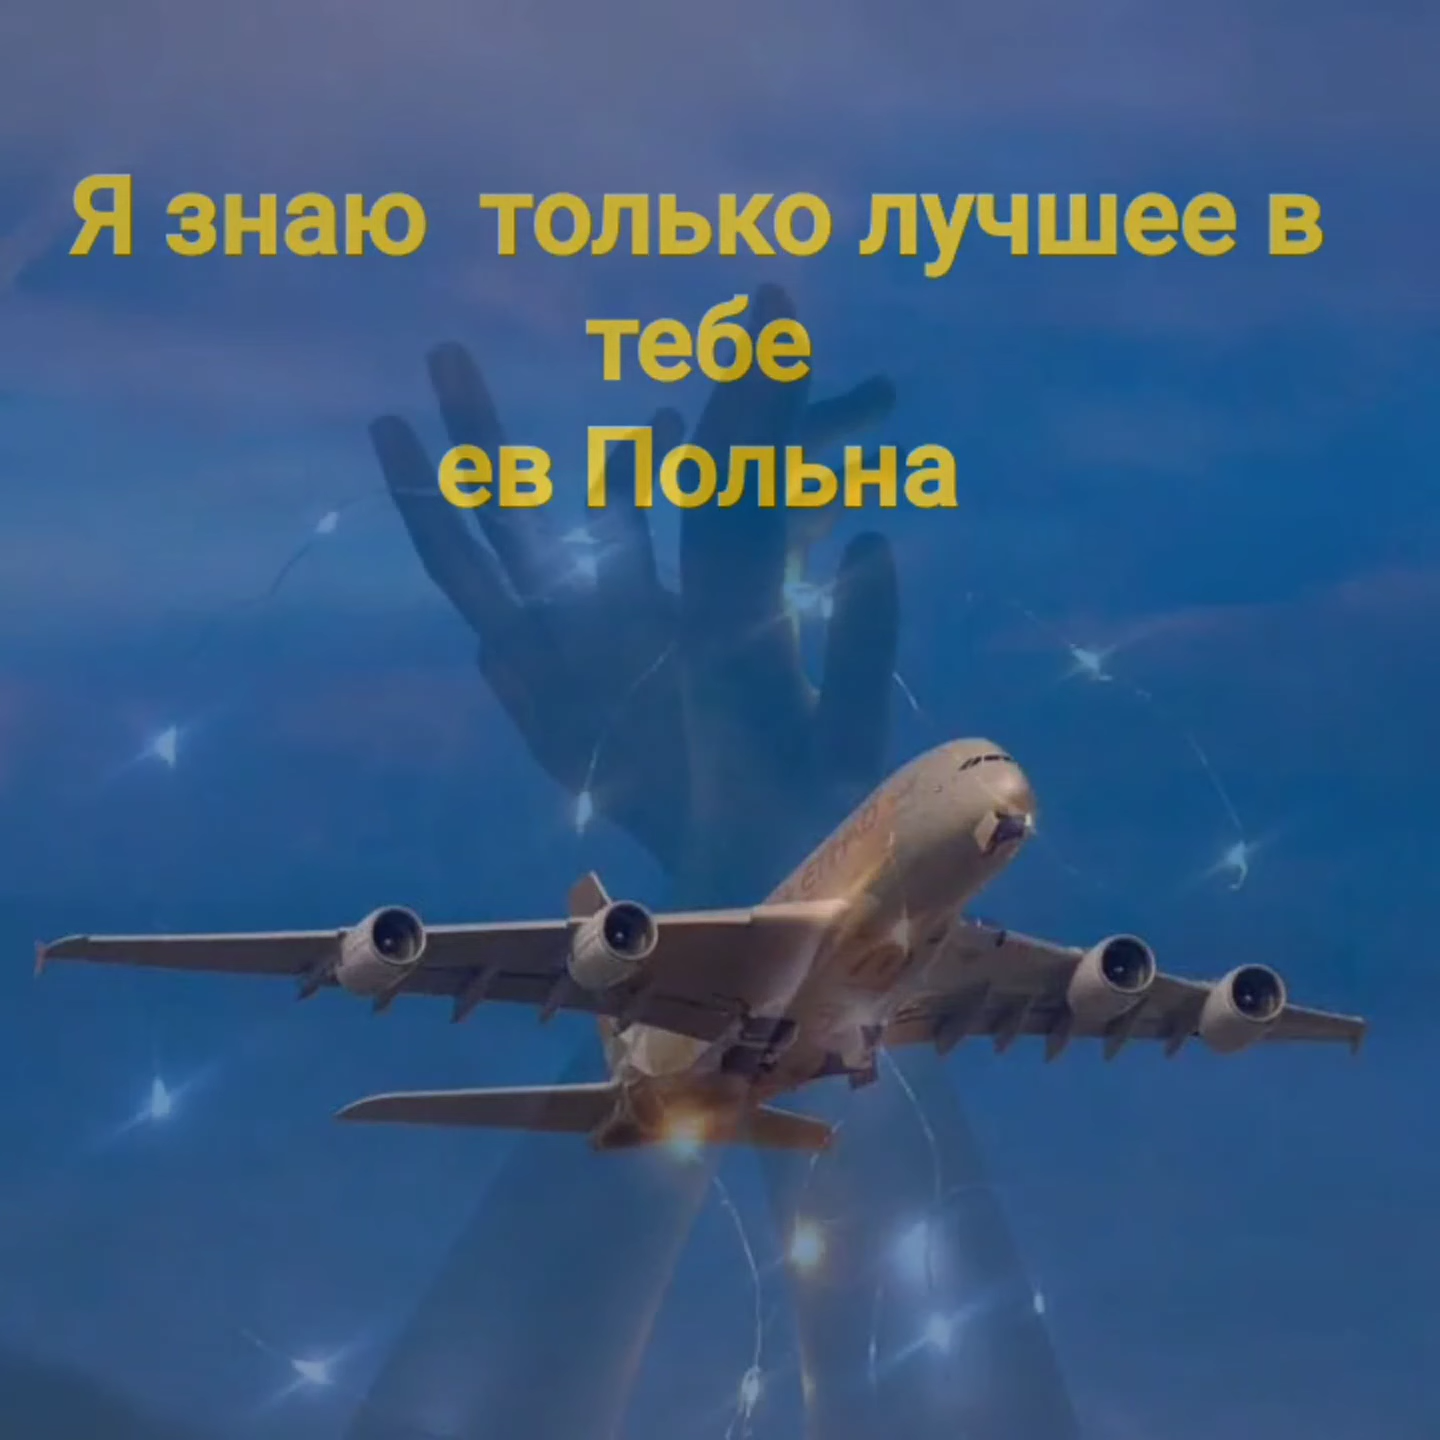 Я знаю только лучшее в
тебе
ев Польна